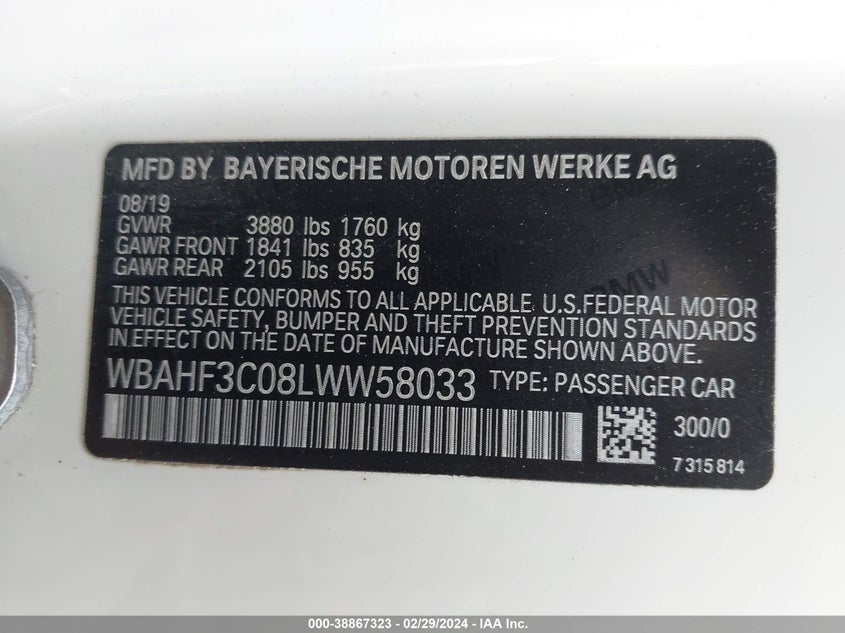 MFD BY BAYERISCHE MOTOREN WERKE AG
08/19
GVWR 3880 lbs 1760 kg
GAWR FRONT 1841 lbs 835 kg
GAWR REAR 2105 lbs 955 kg
BMW
THIS VEHICLE CONFORMS TO ALL APPLICABLE U.S.FEDERAL MOTOR
VEHICLE SAFETY, BUMPER AND THEFT PREVENTION STANDARDS
IN EFFECT ON THE DATE OF MANUFACTURE SHOWN ABOVE.
WBAHF3C08LWW58033 TYPE: PASSENGER CAR
300/0
7315814
000-38867323 - 02/29/2024 - IAA Inc.